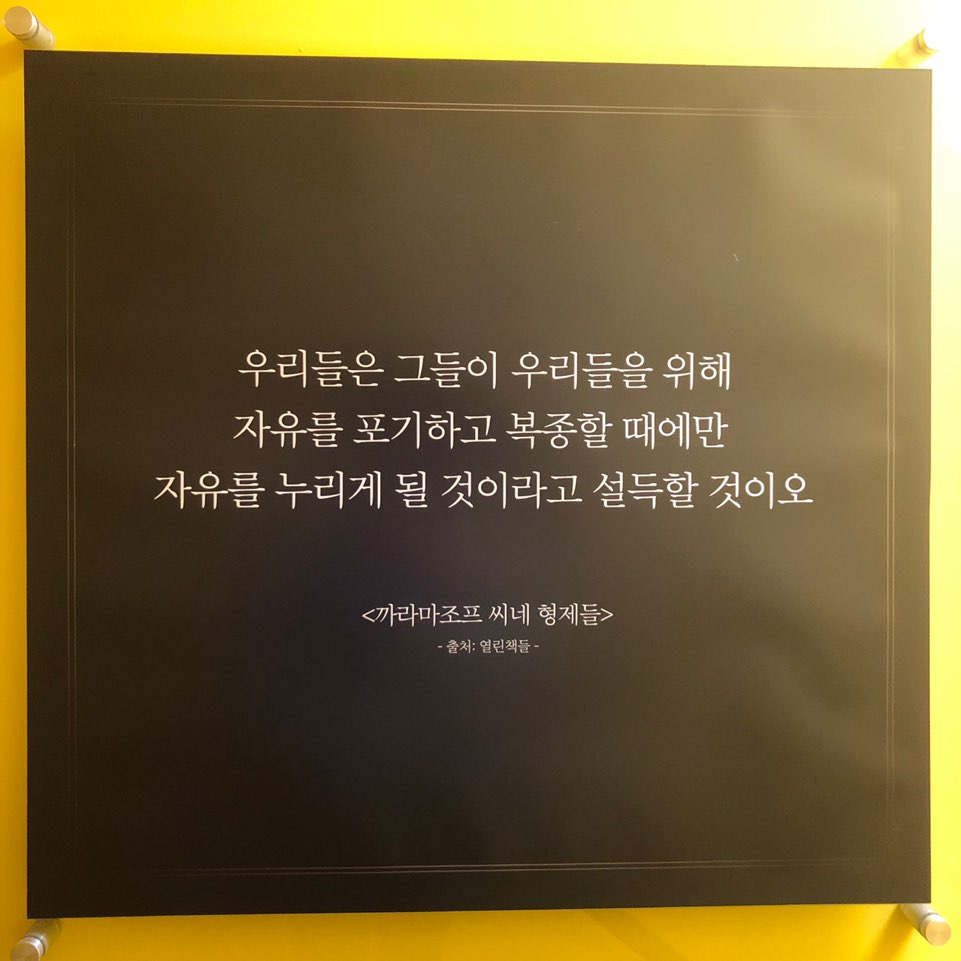 우리들은 그들이 우리들을 위해
자유를 포기하고 복종할 때에만
자유를 누리게 될 것이라고 설득할 것이오
<까라마조프 씨네 형제들>
- 출처: 열린책들 -